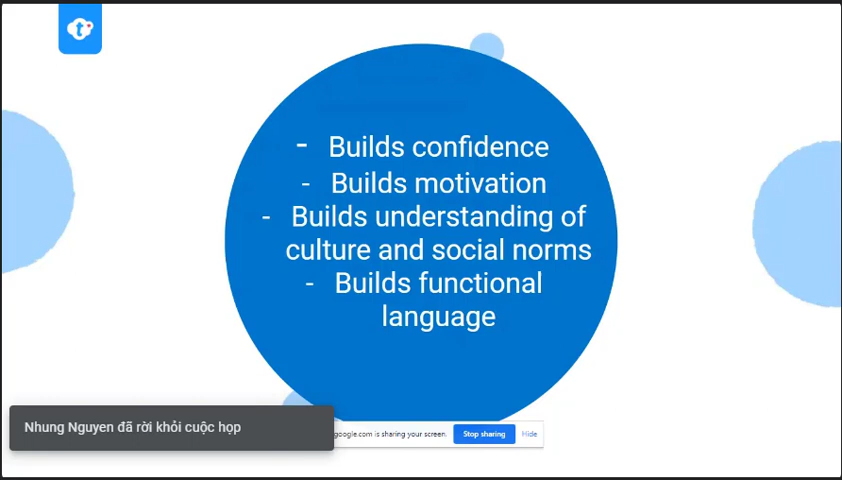 - Builds confidence
- Builds motivation
- Builds understanding of
culture and social norms
- Builds functional
language
Nhung Nguyen đã rời khỏi cuộc họp
google.com is sharing your screen.
Stop sharing
Hide